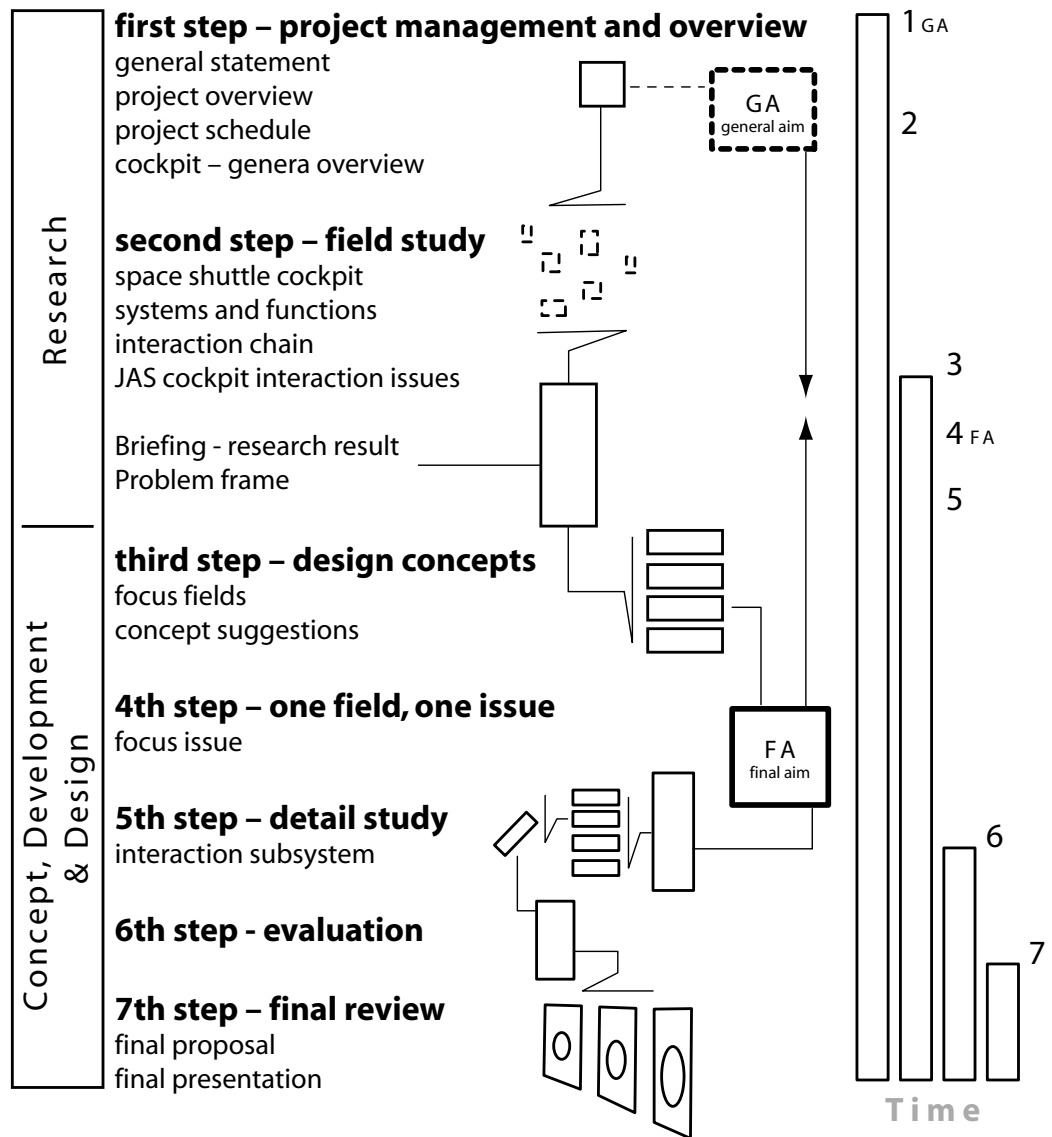 Research
Concept, Development
& Design
first step – project management and overview
general statement
project overview
project schedule
cockpit – genera overview
second step – field study
space shuttle cockpit
systems and functions
interaction chain
JAS cockpit interaction issues
Briefing - research result
Problem frame
third step – design concepts
focus fields
concept suggestions
4th step – one field, one issue
focus issue
5th step – detail study
interaction subsystem
6th step - evaluation
7th step – final review
final proposal
final presentation
GA
general aim
FA
final aim
1 GA
2
3
4 FA
5
6
7
Time